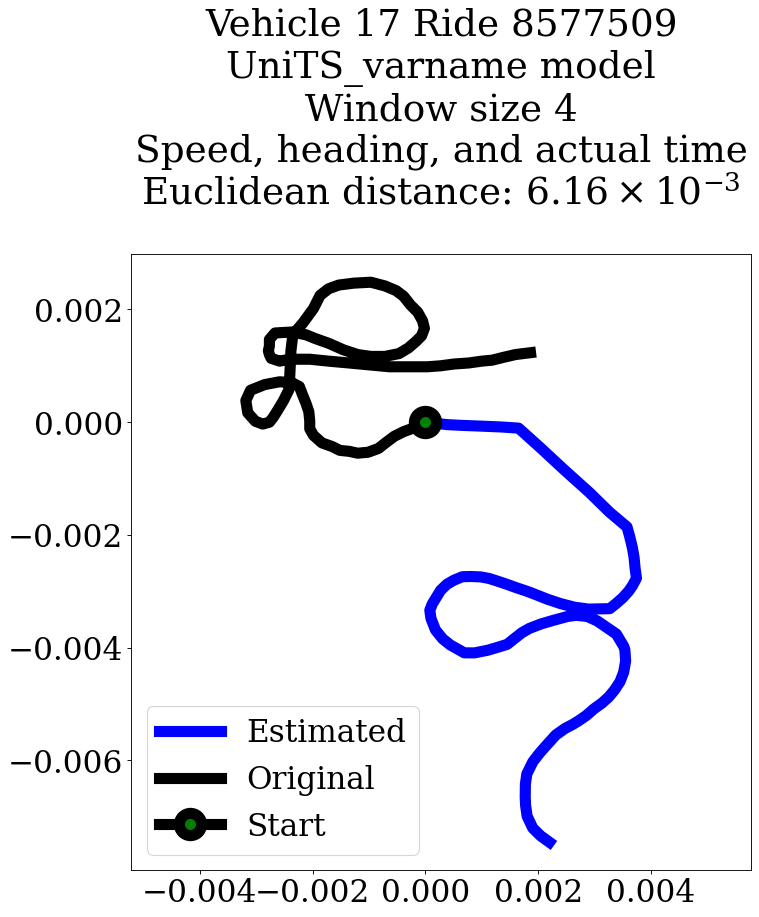 Vehicle 17 Ride 8577509
UniTS_varname model
Window size 4
Speed, heading, and actual time
Euclidean distance: 6.16 × 10⁻³
0.002
0.000
−0.002
−0.004
−0.006
Estimated
Original
Start
−0.004 −0.002 0.000 0.002 0.004